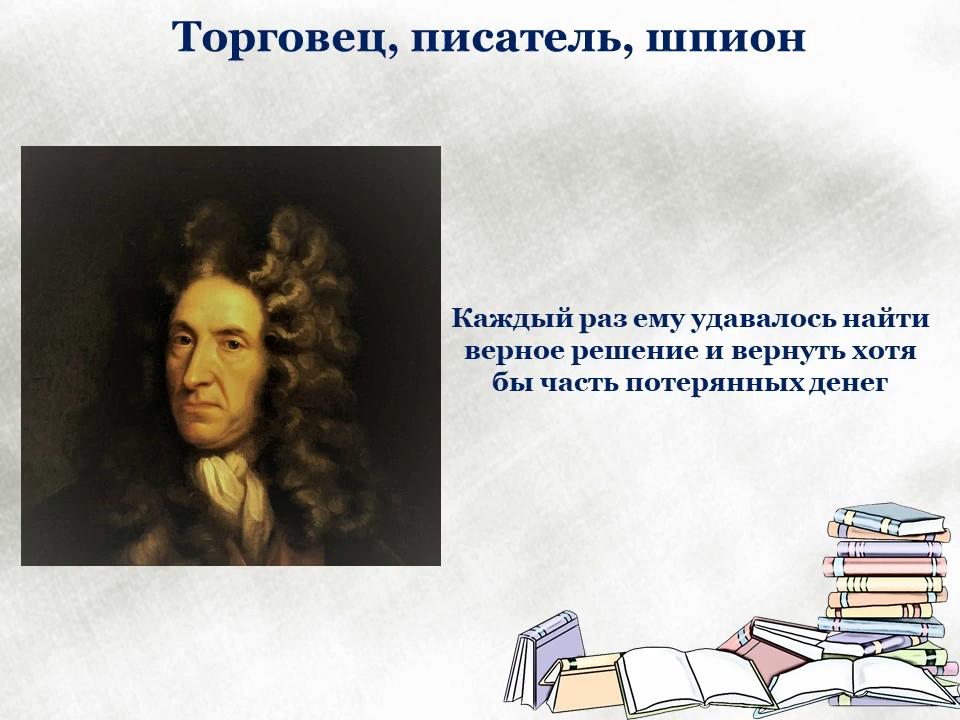 Торговец, писатель, шпион
Каждый раз ему удавалось найти
верное решение и вернуть хотя
бы часть потерянных денег